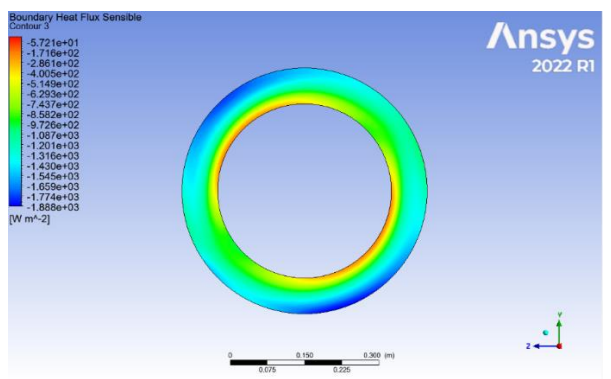 Boundary Heat Flux Sensible
Contour 3
-5.721e+01
-1.716e+02
-2.861e+02
-4.005e+02
-5.149e+02
-6.293e+02
-7.437e+02
-8.582e+02
-9.726e+02
-1.087e+03
-1.201e+03
-1.316e+03
-1.430e+03
-1.545e+03
-1.659e+03
-1.774e+03
-1.888e+03
[W m^-2]
Ansys
2022 R1
0 0.150 0.300 (m)
0.075 0.225
Y
Z